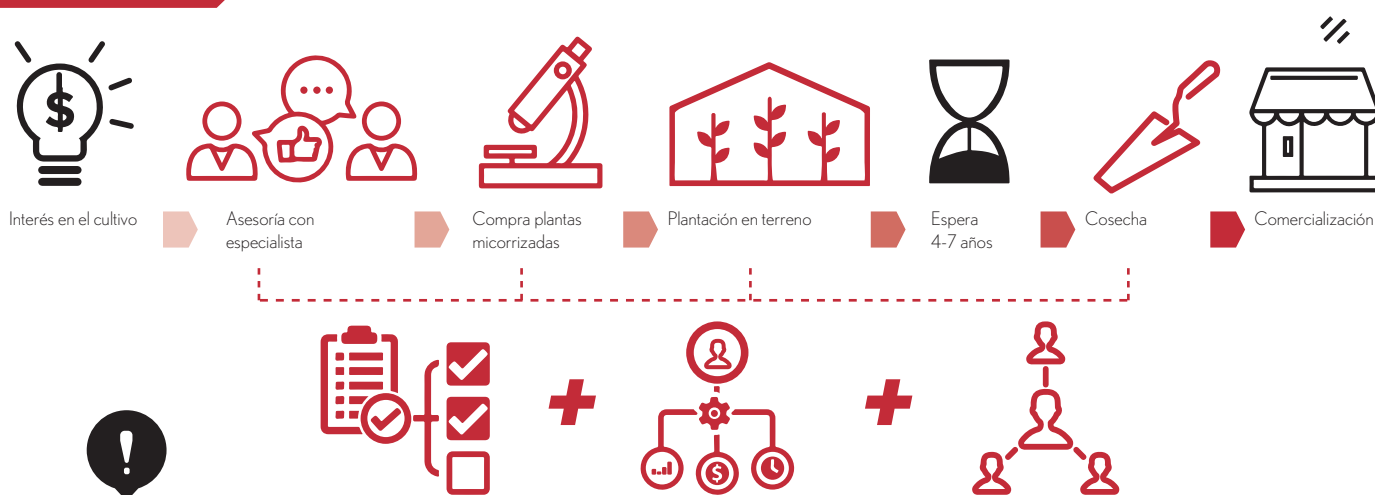 Interés en el cultivo
Asesoría con
especialista
Compra plantas
micorrizadas
Plantación en terreno
Espera
4-7 años
Cosecha
Comercialización